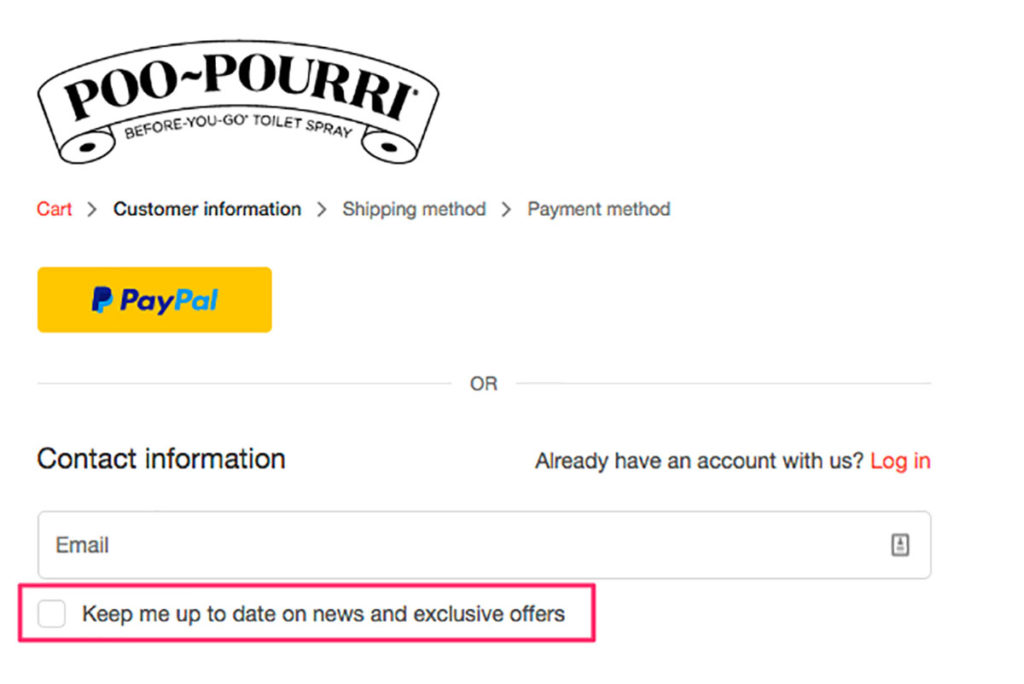 POO~POURRI®
BEFORE-YOU-GO® TOILET SPRAY
Cart > Customer information > Shipping method > Payment method
PayPal
OR
Contact information Already have an account with us? Log in
Email
Keep me up to date on news and exclusive offers